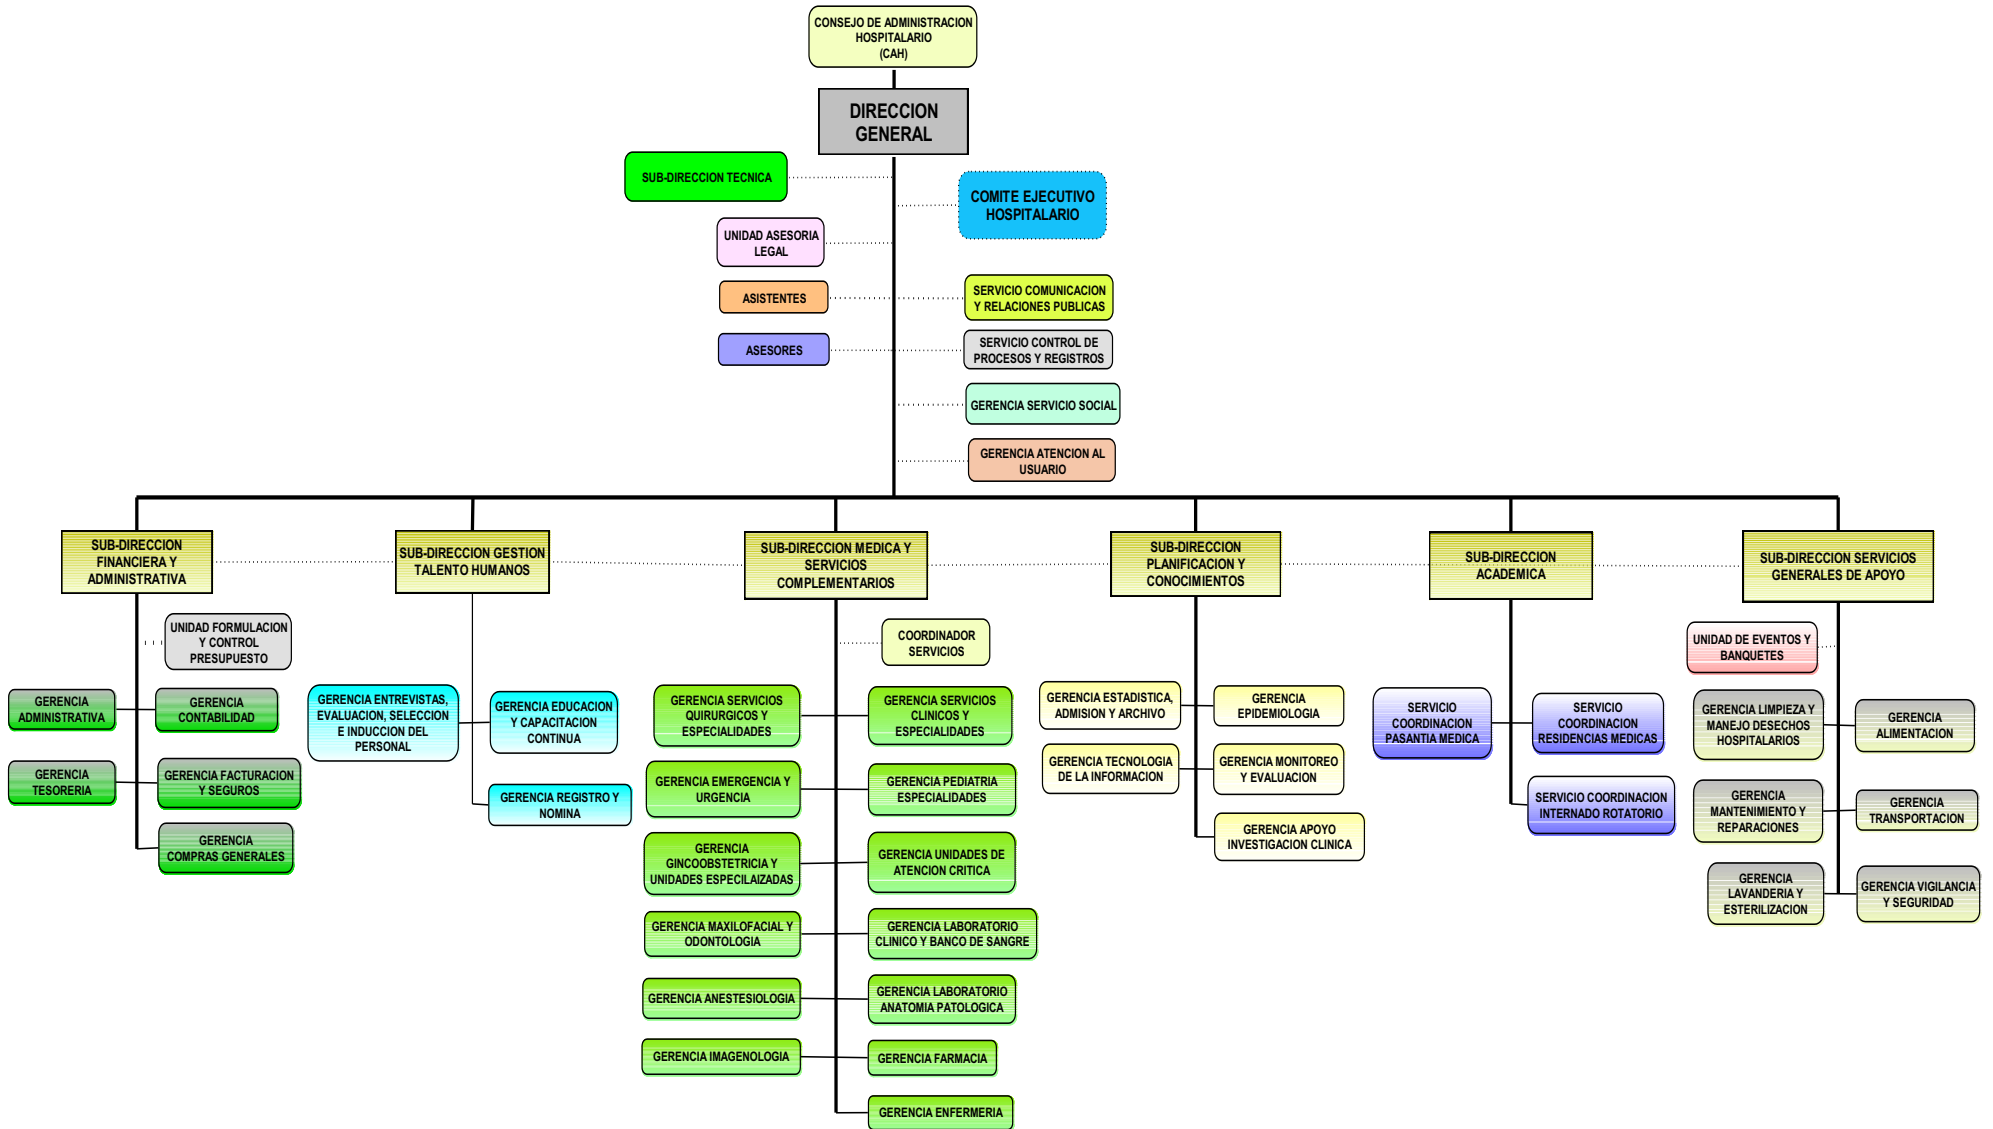 CONSEJO DE ADMINISTRACION
HOSPITALARIO
(CAH)
DIRECCION
GENERAL
SUB-DIRECCION TECNICA
COMITE EJECUTIVO
HOSPITALARIO
UNIDAD ASESORIA
LEGAL
ASISTENTES
SERVICIO COMUNICACION
Y RELACIONES PUBLICAS
ASESORES
SERVICIO CONTROL DE
PROCESOS Y REGISTROS
GERENCIA SERVICIO SOCIAL
GERENCIA ATENCION AL
USUARIO
SUB-DIRECCION
FINANCIERA Y
ADMINISTRATIVA
SUB-DIRECCION GESTION
TALENTO HUMANOS
SUB-DIRECCION MEDICA Y
SERVICIOS
COMPLEMENTARIOS
SUB-DIRECCION
PLANIFICACION Y
CONOCIMIENTOS
SUB-DIRECCION
ACADEMICA
SUB-DIRECCION SERVICIOS
GENERALES DE APOYO
UNIDAD FORMULACION
Y CONTROL
PRESUPUESTO
GERENCIA
ADMINISTRATIVA
GERENCIA
CONTABILIDAD
GERENCIA
TESORERIA
GERENCIA FACTURACION
Y SEGUROS
GERENCIA
COMPRAS GENERALES
GERENCIA ENTREVISTAS,
EVALUACION, SELECCION
E INDUCCION DEL
PERSONAL
GERENCIA EDUCACION
Y CAPACITACION
CONTINUA
GERENCIA REGISTRO Y
NOMINA
COORDINADOR
SERVICIOS
GERENCIA SERVICIOS
QUIRURGICOS Y
ESPECIALIDADES
GERENCIA SERVICIOS
CLINICOS Y
ESPECIALIDADES
GERENCIA EMERGENCIA Y
URGENCIA
GERENCIA PEDIATRIA
ESPECIALIDADES
GERENCIA
GINCOOBSTETRICIA Y
UNIDADES ESPECILAIZADAS
GERENCIA UNIDADES DE
ATENCION CRITICA
GERENCIA MAXILOFACIAL Y
ODONTOLOGIA
GERENCIA LABORATORIO
CLINICO Y BANCO DE SANGRE
GERENCIA ANESTESIOLOGIA
GERENCIA LABORATORIO
ANATOMIA PATOLOGICA
GERENCIA IMAGENOLOGIA
GERENCIA FARMACIA
GERENCIA ENFERMERIA
GERENCIA ESTADISTICA,
ADMISION Y ARCHIVO
GERENCIA
EPIDEMIOLOGIA
GERENCIA TECNOLOGIA
DE LA INFORMACION
GERENCIA MONITOREO
Y EVALUACION
GERENCIA APOYO
INVESTIGACION CLINICA
SERVICIO
COORDINACION
PASANTIA MEDICA
SERVICIO
COORDINACION
RESIDENCIAS MEDICAS
SERVICIO COORDINACION
INTERNADO ROTATORIO
UNIDAD DE EVENTOS Y
BANQUETES
GERENCIA LIMPIEZA Y
MANEJO DESECHOS
HOSPITALARIOS
GERENCIA
ALIMENTACION
GERENCIA
MANTENIMIENTO Y
REPARACIONES
GERENCIA
TRANSPORTACION
GERENCIA
LAVANDERIA Y
ESTERILIZACION
GERENCIA VIGILANCIA
Y SEGURIDAD